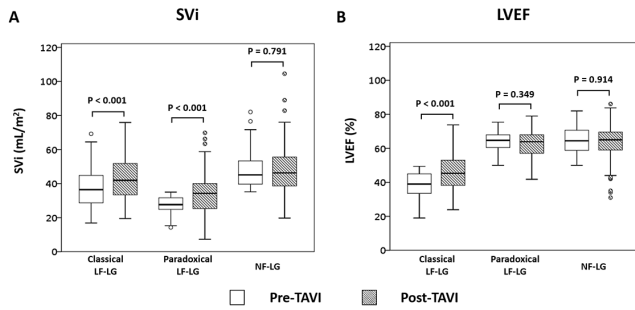 A
SVi
SVi (mL/m²)
120
100
80
60
40
20
0
P < 0.001
P < 0.001
P = 0.791
Classical
LF-LG
Paradoxical
LF-LG
NF-LG
B
LVEF
LVEF (%)
120
100
80
60
40
20
0
P < 0.001
P = 0.349
P = 0.914
Classical
LF-LG
Paradoxical
LF-LG
NF-LG
Pre-TAVI
Post-TAVI